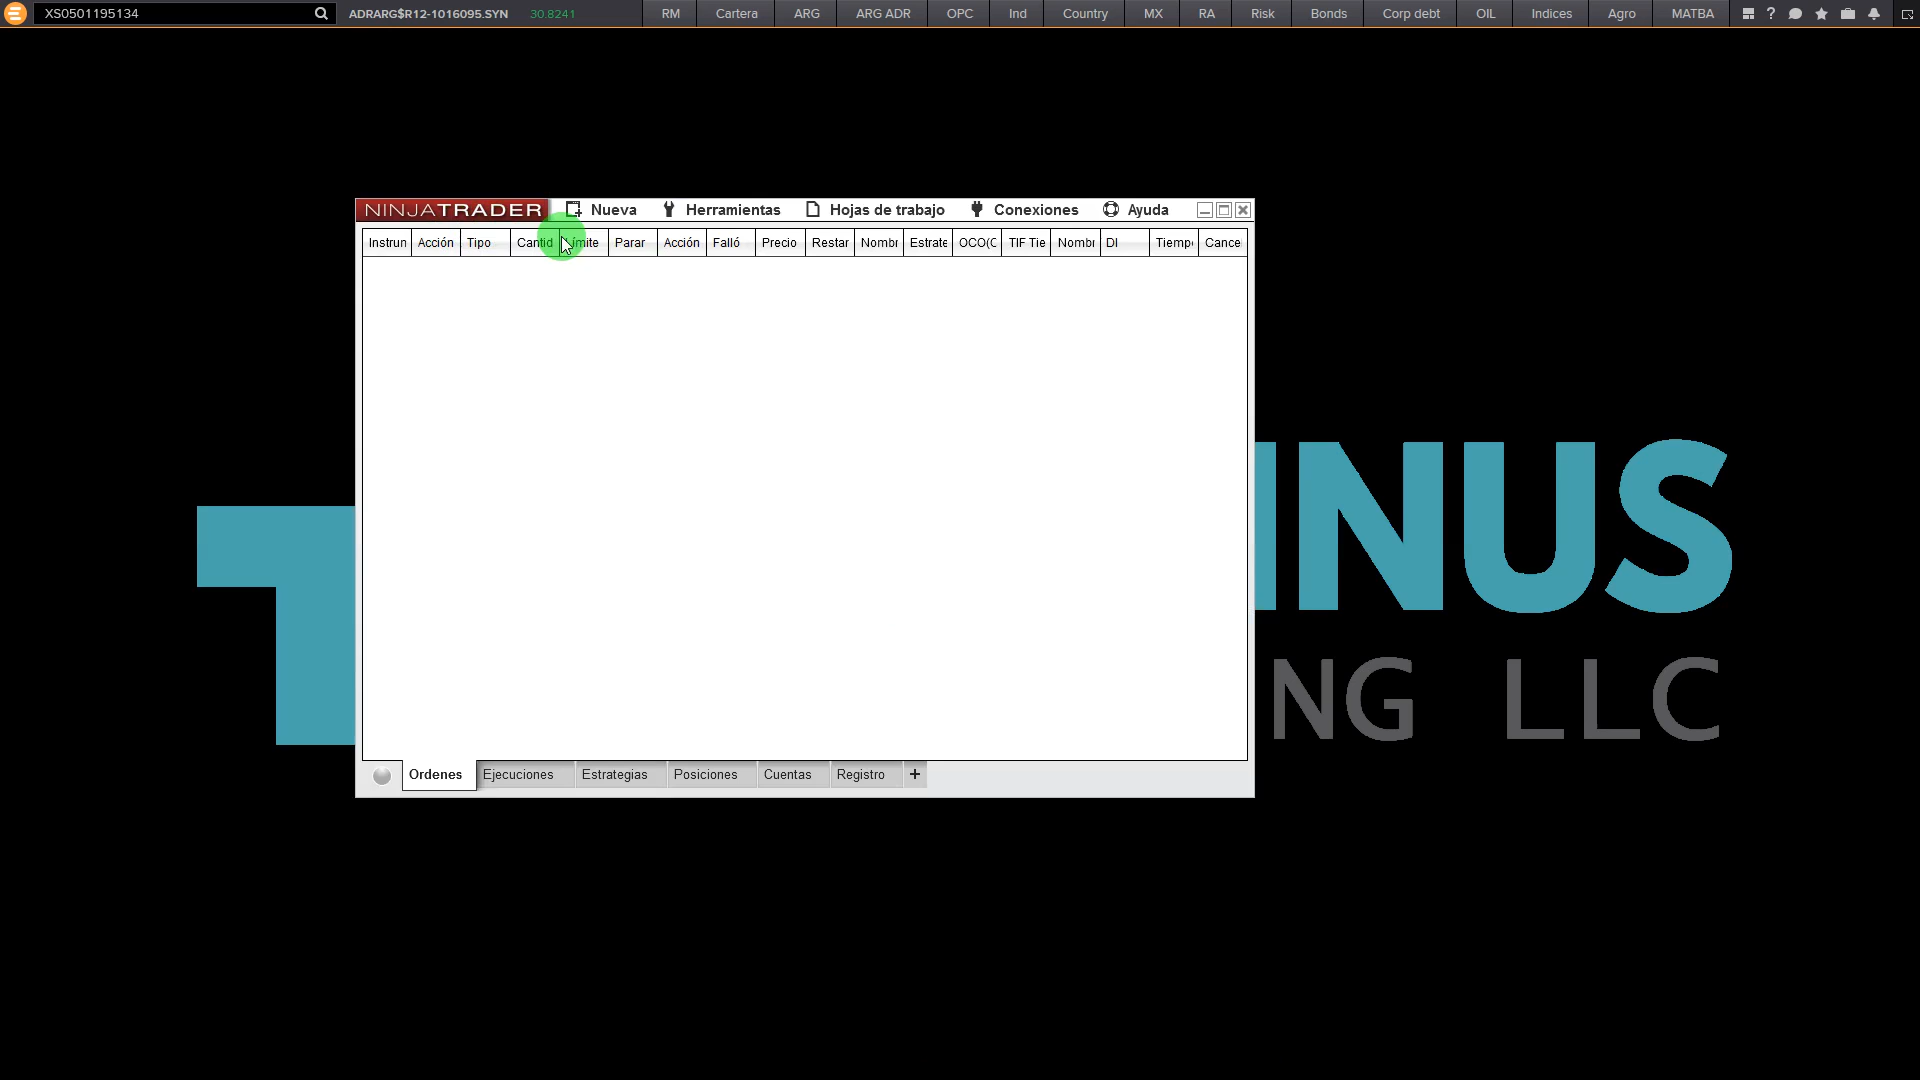 XS0501195134 ADRARG$R12-1016095.SYN 30.8241 RM Cartera ARG ARG ADR OPC Ind Country MX RA Risk Bonds Corp debt OIL Indices Agro MATBA
NINJATRADER Nueva Herramientas Hojas de trabajo Conexiones Ayuda
Instrun Acción Tipo Cantid Límite Parar Acción Falló Precio Restar Nombr Estrate OCO(C TIF Tie Nombr DI Tiemp Cance
INUS
NG LLC
Ordenes Ejecuciones Estrategias Posiciones Cuentas Registro +